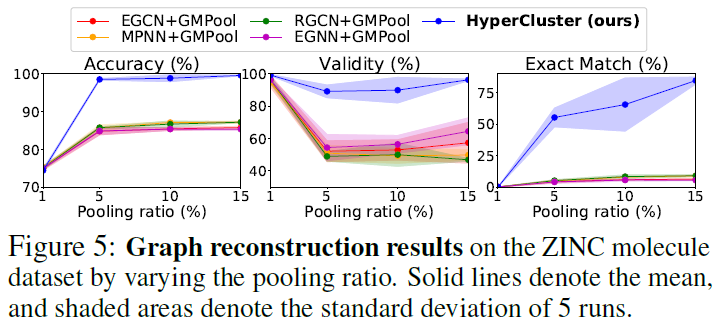 EGCN+GMPool RGCN+GMPool HyperCluster (ours)
MPNN+GMPool EGNN+GMPool
Accuracy (%) Validity (%) Exact Match (%)
100 100
90 80 75
80 60 50
25
70 40 0
1 5 10 15 1 5 10 15 1 5 10 15
Pooling ratio (%) Pooling ratio (%) Pooling ratio (%)
Figure 5: Graph reconstruction results on the ZINC molecule
dataset by varying the pooling ratio. Solid lines denote the mean,
and shaded areas denote the standard deviation of 5 runs.